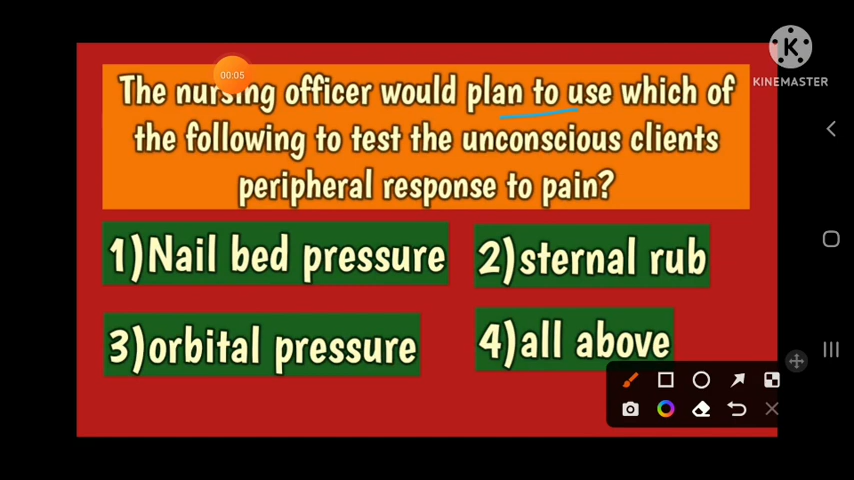 00:05
K
KINEMASTER
The nursing officer would plan to use which of
the following to test the unconscious clients
peripheral response to pain?
1)Nail bed pressure
2)sternal rub
3)orbital pressure
4)all above